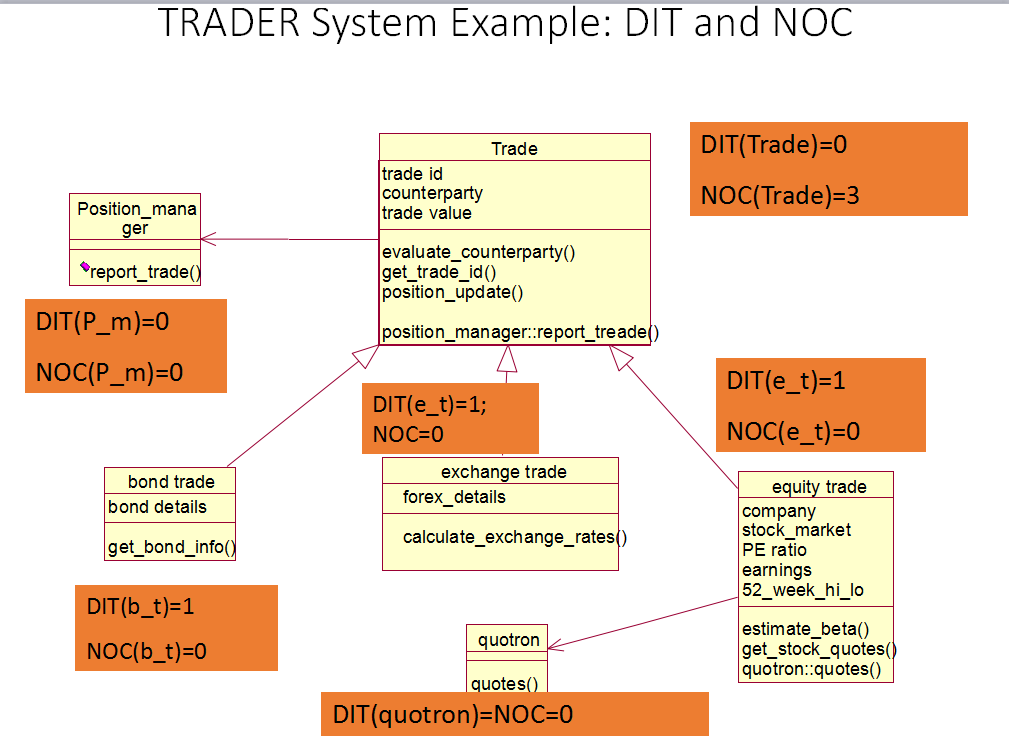 TRADER System Example: DIT and NOC
Trade
trade id
counterparty
trade value
evaluate_counterparty()
get_trade_id()
position_update()
position_manager::report_treade()
DIT(Trade)=0
NOC(Trade)=3
Position_mana
ger
report_trade()
DIT(P_m)=0
NOC(P_m)=0
DIT(e_t)=1;
NOC=0
DIT(e_t)=1
NOC(e_t)=0
bond trade
bond details
get_bond_info()
exchange trade
forex_details
calculate_exchange_rates()
equity trade
company
stock_market
PE ratio
earnings
52_week_hi_lo
estimate_beta()
get_stock_quotes()
quotron::quotes()
DIT(b_t)=1
NOC(b_t)=0
quotron
quotes()
DIT(quotron)=NOC=0